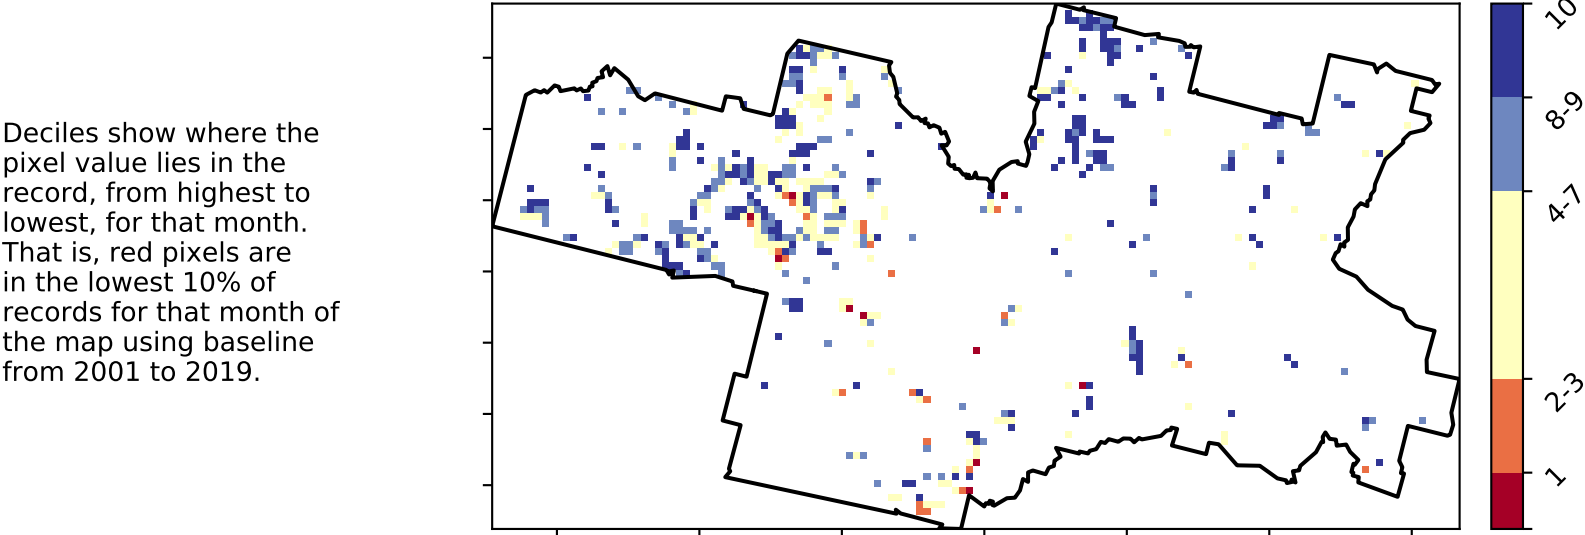 Deciles show where the
pixel value lies in the
record, from highest to
lowest, for that month.
That is, red pixels are
in the lowest 10% of
records for that month of
the map using baseline
from 2001 to 2019.
10
8-9
4-7
2-3
1